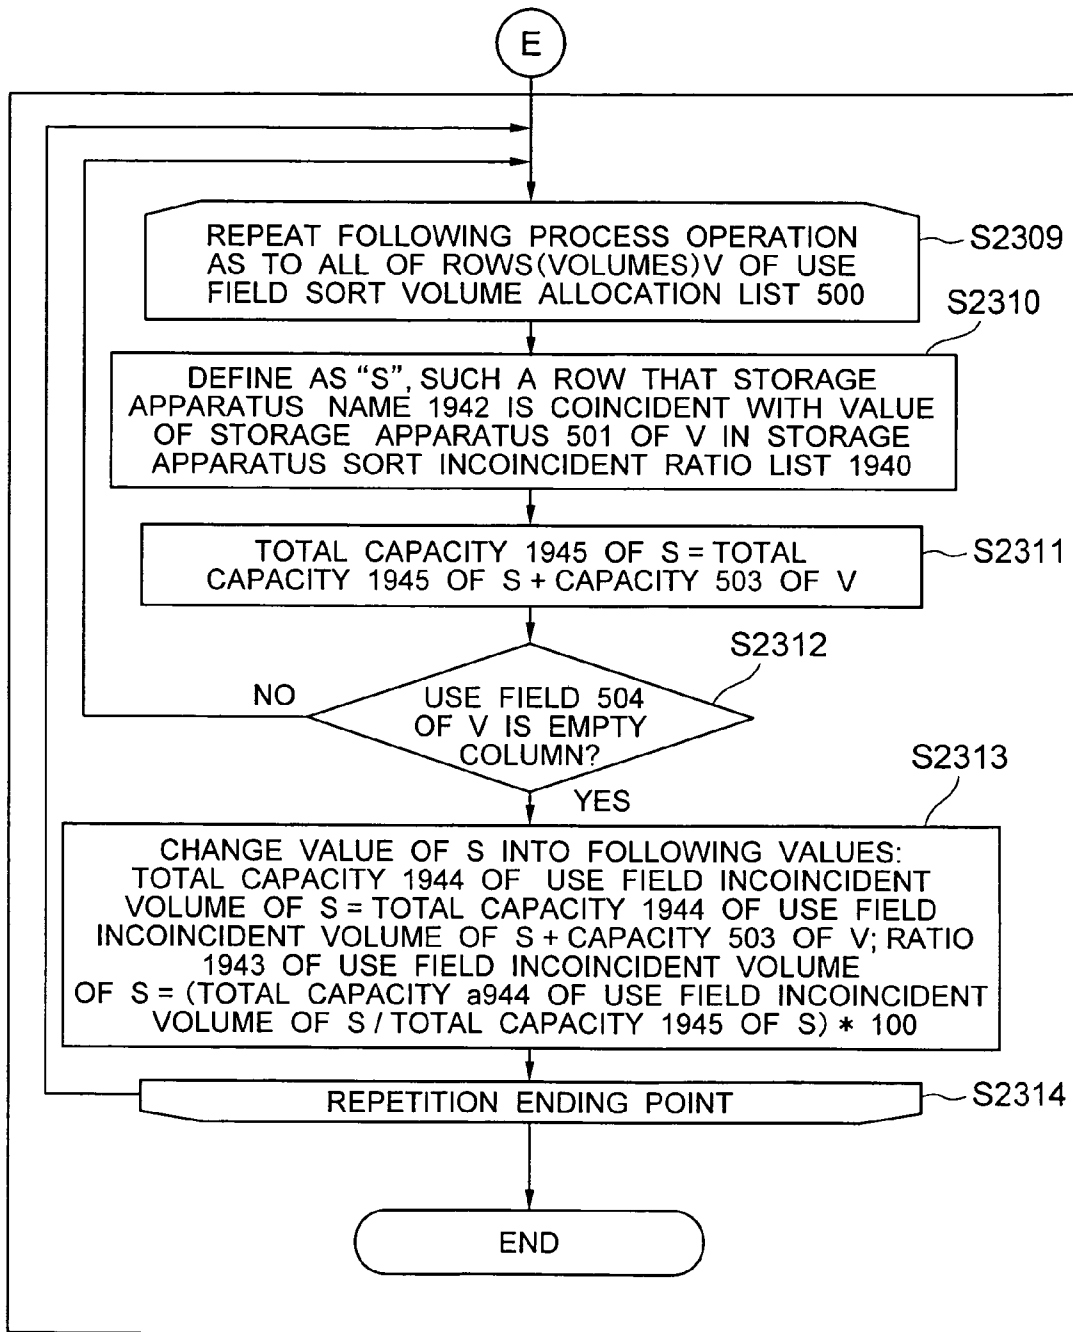 E
REPEAT FOLLOWING PROCESS OPERATION
AS TO ALL OF ROWS(VOLUMES)V OF USE
FIELD SORT VOLUME ALLOCATION LIST 500
S2309
S2310
DEFINE AS “S”, SUCH A ROW THAT STORAGE
APPARATUS NAME 1942 IS COINCIDENT WITH VALUE
OF STORAGE APPARATUS 501 OF V IN STORAGE
APPARATUS SORT INCOINCIDENT RATIO LIST 1940
TOTAL CAPACITY 1945 OF S = TOTAL
CAPACITY 1945 OF S + CAPACITY 503 OF V
S2311
S2312
NO
USE FIELD 504
OF V IS EMPTY
COLUMN?
YES
S2313
CHANGE VALUE OF S INTO FOLLOWING VALUES:
TOTAL CAPACITY 1944 OF USE FIELD INCOINCIDENT
VOLUME OF S = TOTAL CAPACITY 1944 OF USE FIELD
INCOINCIDENT VOLUME OF S + CAPACITY 503 OF V; RATIO
1943 OF USE FIELD INCOINCIDENT VOLUME
OF S = (TOTAL CAPACITY a944 OF USE FIELD INCOINCIDENT
VOLUME OF S / TOTAL CAPACITY 1945 OF S) * 100
REPETITION ENDING POINT
S2314
END